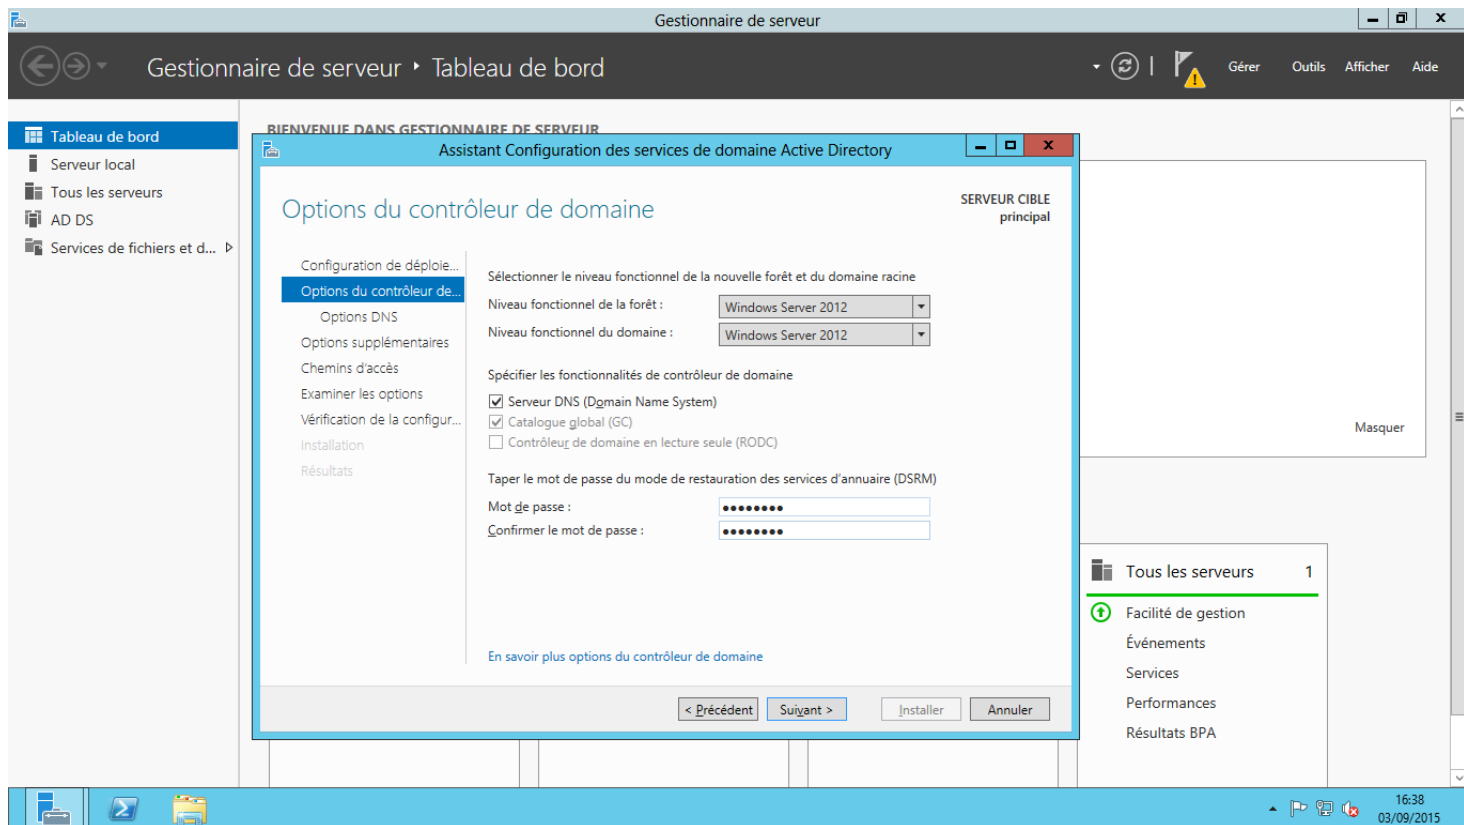 Gestionnaire de serveur
Gestionnaire de serveur • Tableau de bord
Gérer Outils Afficher Aide
Tableau de bord
Serveur local
Tous les serveurs
AD DS
Services de fichiers et d...
BIENVENUE DANS GESTIONNAIRE DE SERVEUR
Assistant Configuration des services de domaine Active Directory
Options du contrôleur de domaine
SERVEUR CIBLE
principal
Configuration de déploie...
Options du contrôleur de...
Options DNS
Options supplémentaires
Chemins d'accès
Examiner les options
Vérification de la configur...
Installation
Résultats
Sélectionner le niveau fonctionnel de la nouvelle forêt et du domaine racine
Niveau fonctionnel de la forêt : Windows Server 2012
Niveau fonctionnel du domaine : Windows Server 2012
Spécifier les fonctionnalités de contrôleur de domaine
Serveur DNS (Domain Name System)
Catalogue global (GC)
Contrôleur de domaine en lecture seule (RODC)
Taper le mot de passe du mode de restauration des services d'annuaire (DSRM)
Mot de passe : ●●●●●●●●
Confirmer le mot de passe : ●●●●●●●●
En savoir plus options du contrôleur de domaine
< Précédent Suivant > Installer Annuler
Masquer
Tous les serveurs 1
Facilité de gestion
Événements
Services
Performances
Résultats BPA
16:38
03/09/2015